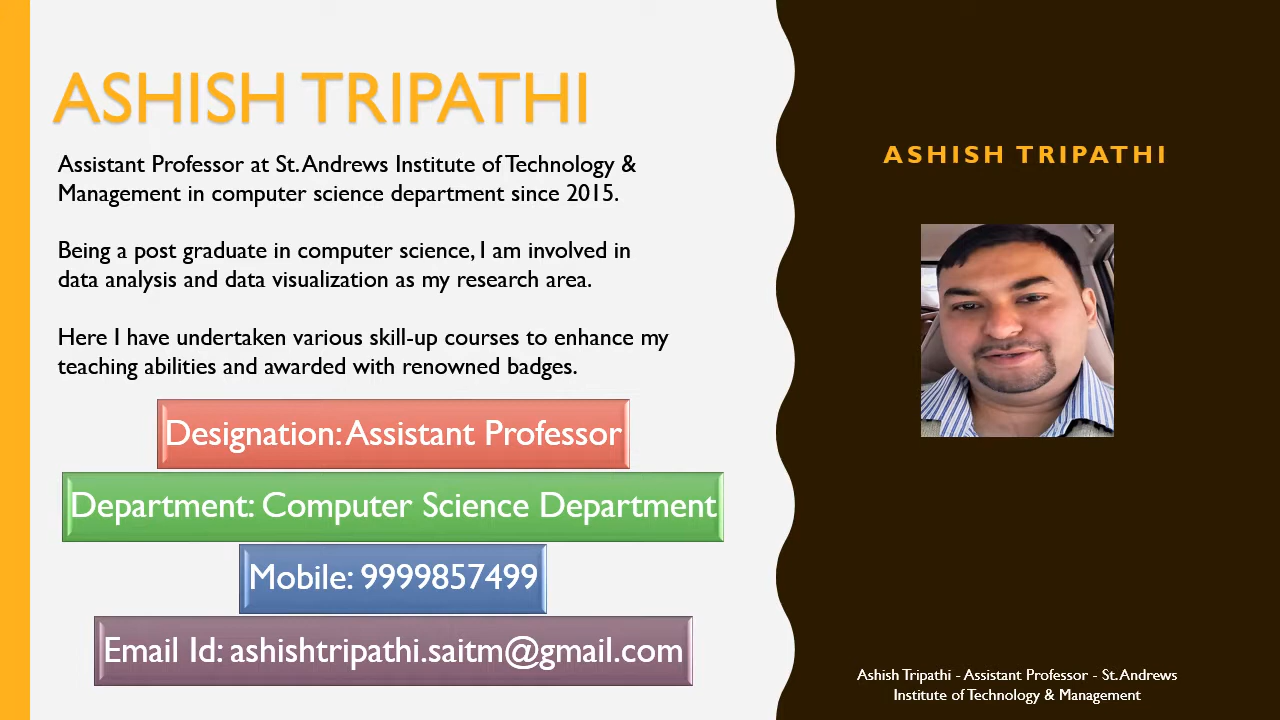 ASHISH TRIPATHI
Assistant Professor at St. Andrews Institute of Technology &
Management in computer science department since 2015.
Being a post graduate in computer science, I am involved in
data analysis and data visualization as my research area.
Here I have undertaken various skill-up courses to enhance my
teaching abilities and awarded with renowned badges.
Designation: Assistant Professor
Department: Computer Science Department
Mobile: 9999857499
Email Id: ashishtripathi.saitm@gmail.com
ASHISH TRIPATHI
Ashish Tripathi - Assistant Professor - St. Andrews
Institute of Technology & Management